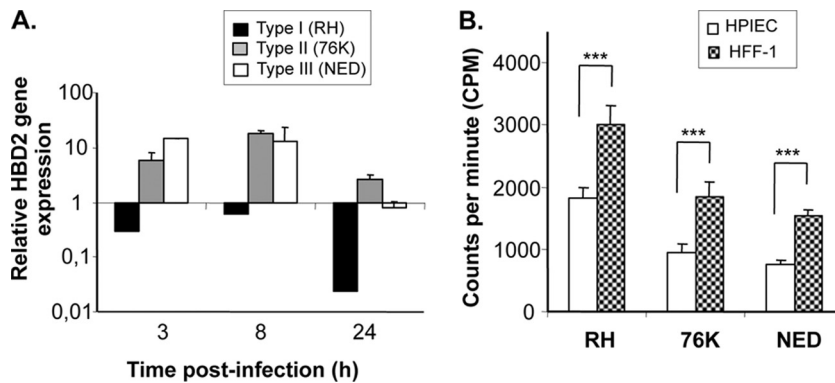 A.
Type I (RH)
Type II (76K)
Type III (NED)
Relative HBD2 gene
expression
100
10
1
0,1
0,01
3 8 24
Time post-infection (h)
B.
HPIEC
HFF-1
Counts per minute (CPM)
4000
3000
2000
1000
0
***
***
***
RH 76K NED